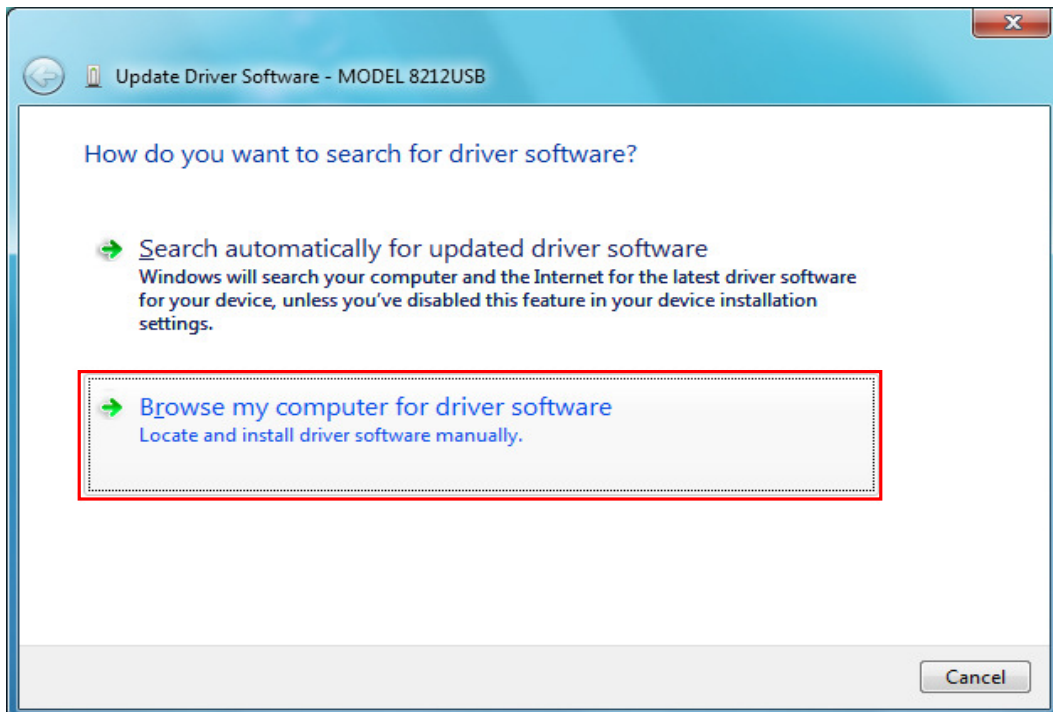 Update Driver Software - MODEL 8212USB
How do you want to search for driver software?
Search automatically for updated driver software
Windows will search your computer and the Internet for the latest driver software
for your device, unless you've disabled this feature in your device installation
settings.
Browse my computer for driver software
Locate and install driver software manually.
Cancel